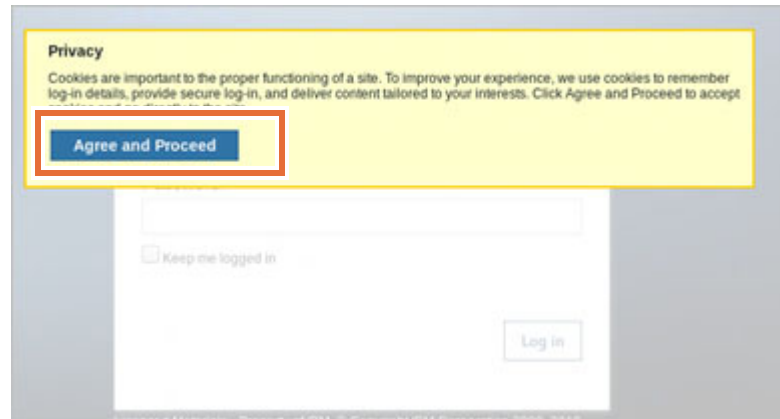 Privacy
Cookies are important to the proper functioning of a site. To improve your experience, we use cookies to remember
log-in details, provide secure log-in, and deliver content tailored to your interests. Click Agree and Proceed to accept
Agree and Proceed
Keep me logged in
Log in